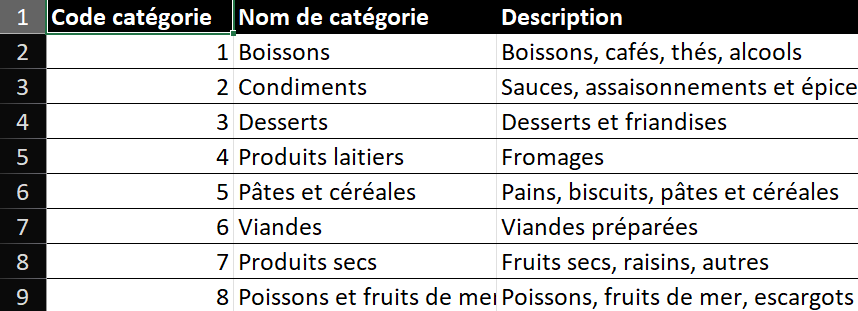 1 Code catégorie Nom de catégorie Description
2 1 Boissons Boissons, cafés, thés, alcools
3 2 Condiments Sauces, assaisonnements et épice
4 3 Desserts Desserts et friandises
5 4 Produits laitiers Fromages
6 5 Pâtes et céréales Pains, biscuits, pâtes et céréales
7 6 Viandes Viandes préparées
8 7 Produits secs Fruits secs, raisins, autres
9 8 Poissons et fruits de mer Poissons, fruits de mer, escargots